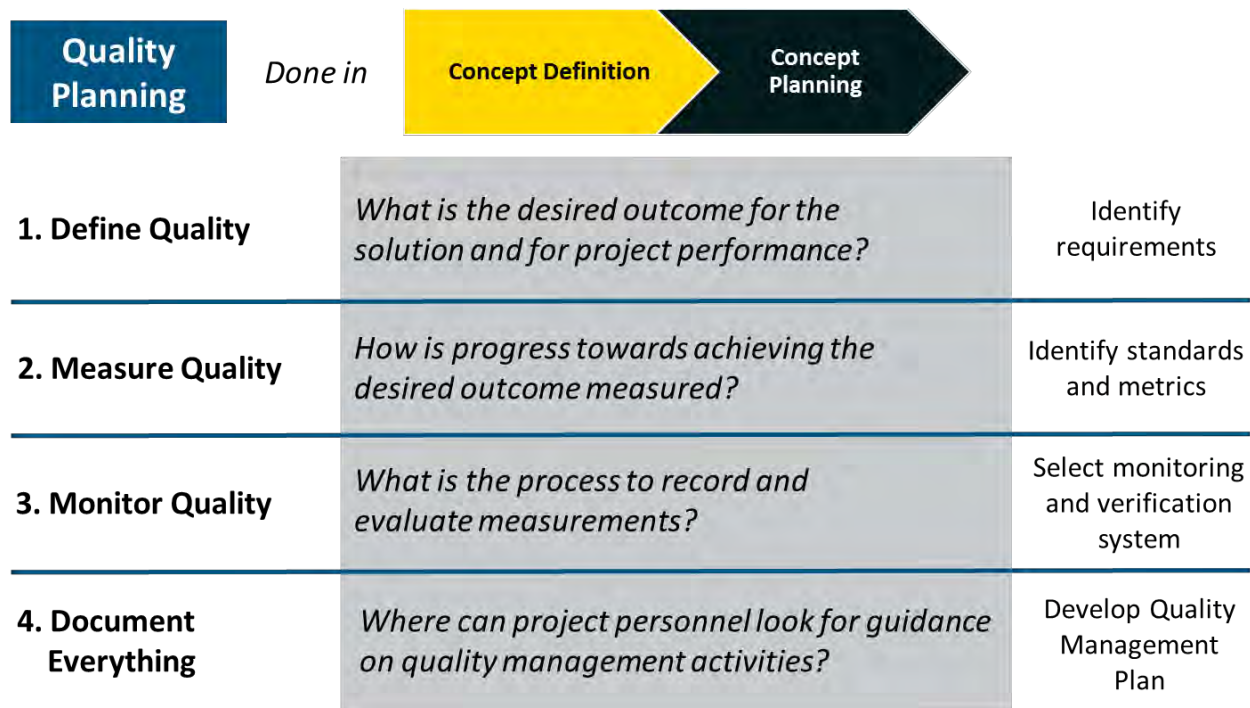 Quality
Planning
Done in
Concept Definition
Concept
Planning
1. Define Quality
What is the desired outcome for the
solution and for project performance?
Identify
requirements
2. Measure Quality
How is progress towards achieving the
desired outcome measured?
Identify standards
and metrics
3. Monitor Quality
What is the process to record and
evaluate measurements?
Select monitoring
and verification
system
4. Document
Everything
Where can project personnel look for guidance
on quality management activities?
Develop Quality
Management
Plan